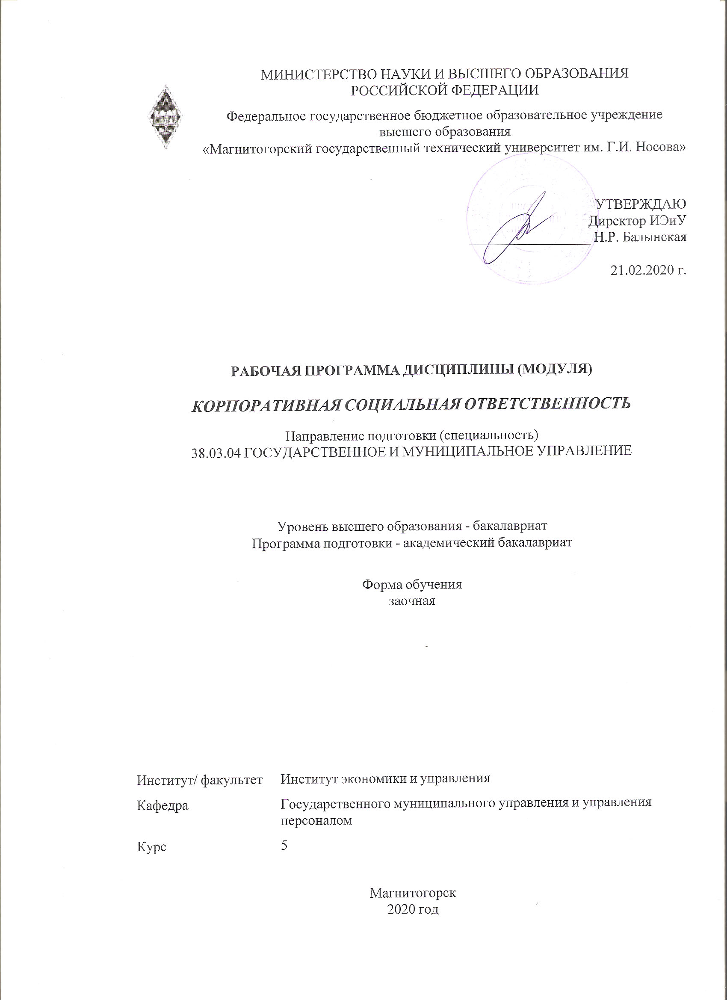 МИНИСТЕРСТВО НАУКИ И ВЫСШЕГО ОБРАЗОВАНИЯ
РОССИЙСКОЙ ФЕДЕРАЦИИ
Федеральное государственное бюджетное образовательное учреждение
высшего образования
«Магнитогорский государственный технический университет им. Г.И. Носова»
УТВЕРЖДАЮ
Директор ИЭиУ
Н.Р. Балынская
21.02.2020 г.
РАБОЧАЯ ПРОГРАММА ДИСЦИПЛИНЫ (МОДУЛЯ)
КОРПОРАТИВНАЯ СОЦИАЛЬНАЯ ОТВЕТСТВЕННОСТЬ
Направление подготовки (специальность)
38.03.04 ГОСУДАРСТВЕННОЕ И МУНИЦИПАЛЬНОЕ УПРАВЛЕНИЕ
Уровень высшего образования - бакалавриат
Программа подготовки - академический бакалавриат
Форма обучения
заочная
Институт/ факультет Институт экономики и управления
Кафедра Государственного муниципального управления и управления
персоналом
Курс 5
Магнитогорск
2020 год